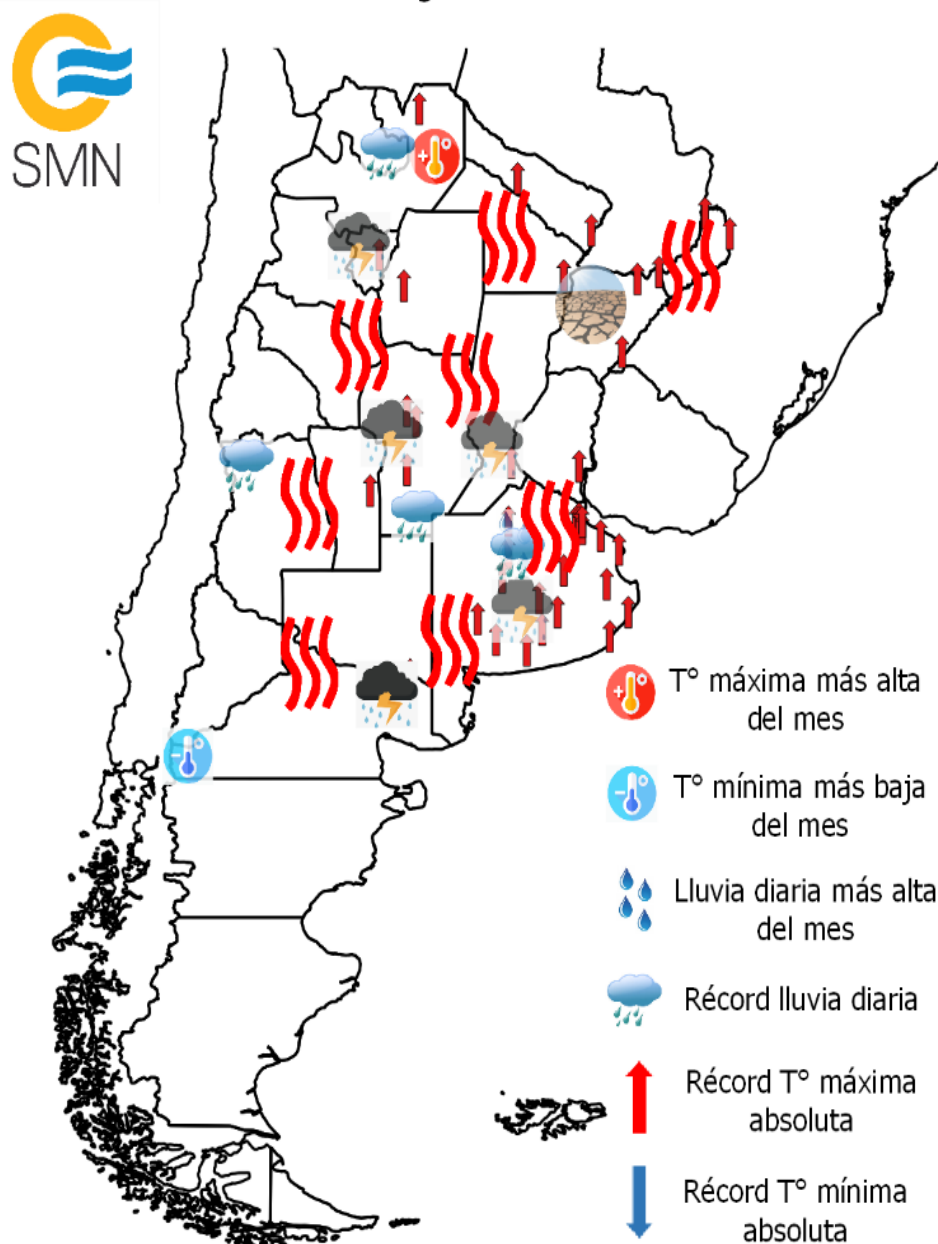 SMN
T° máxima más alta
del mes
T° mínima más baja
del mes
Lluvia diaria más alta
del mes
Récord lluvia diaria
Récord T° máxima
absoluta
Récord T° mínima
absoluta